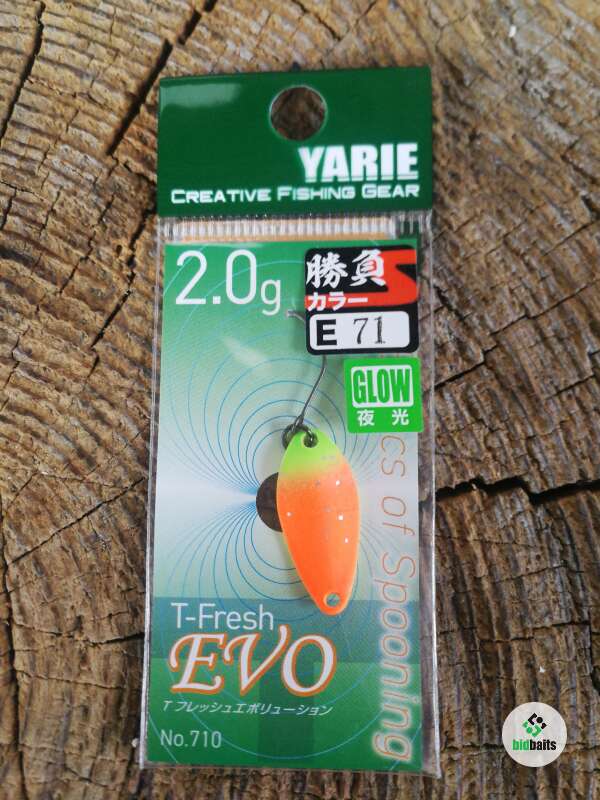 YARIE
CREATIVE FISHING GEAR
2.0g
勝負
カラー
E 71
GLOW
夜光
cs of Spooning
T-Fresh
EVO
T フレッシュエボリューション
No.710
bidbaits